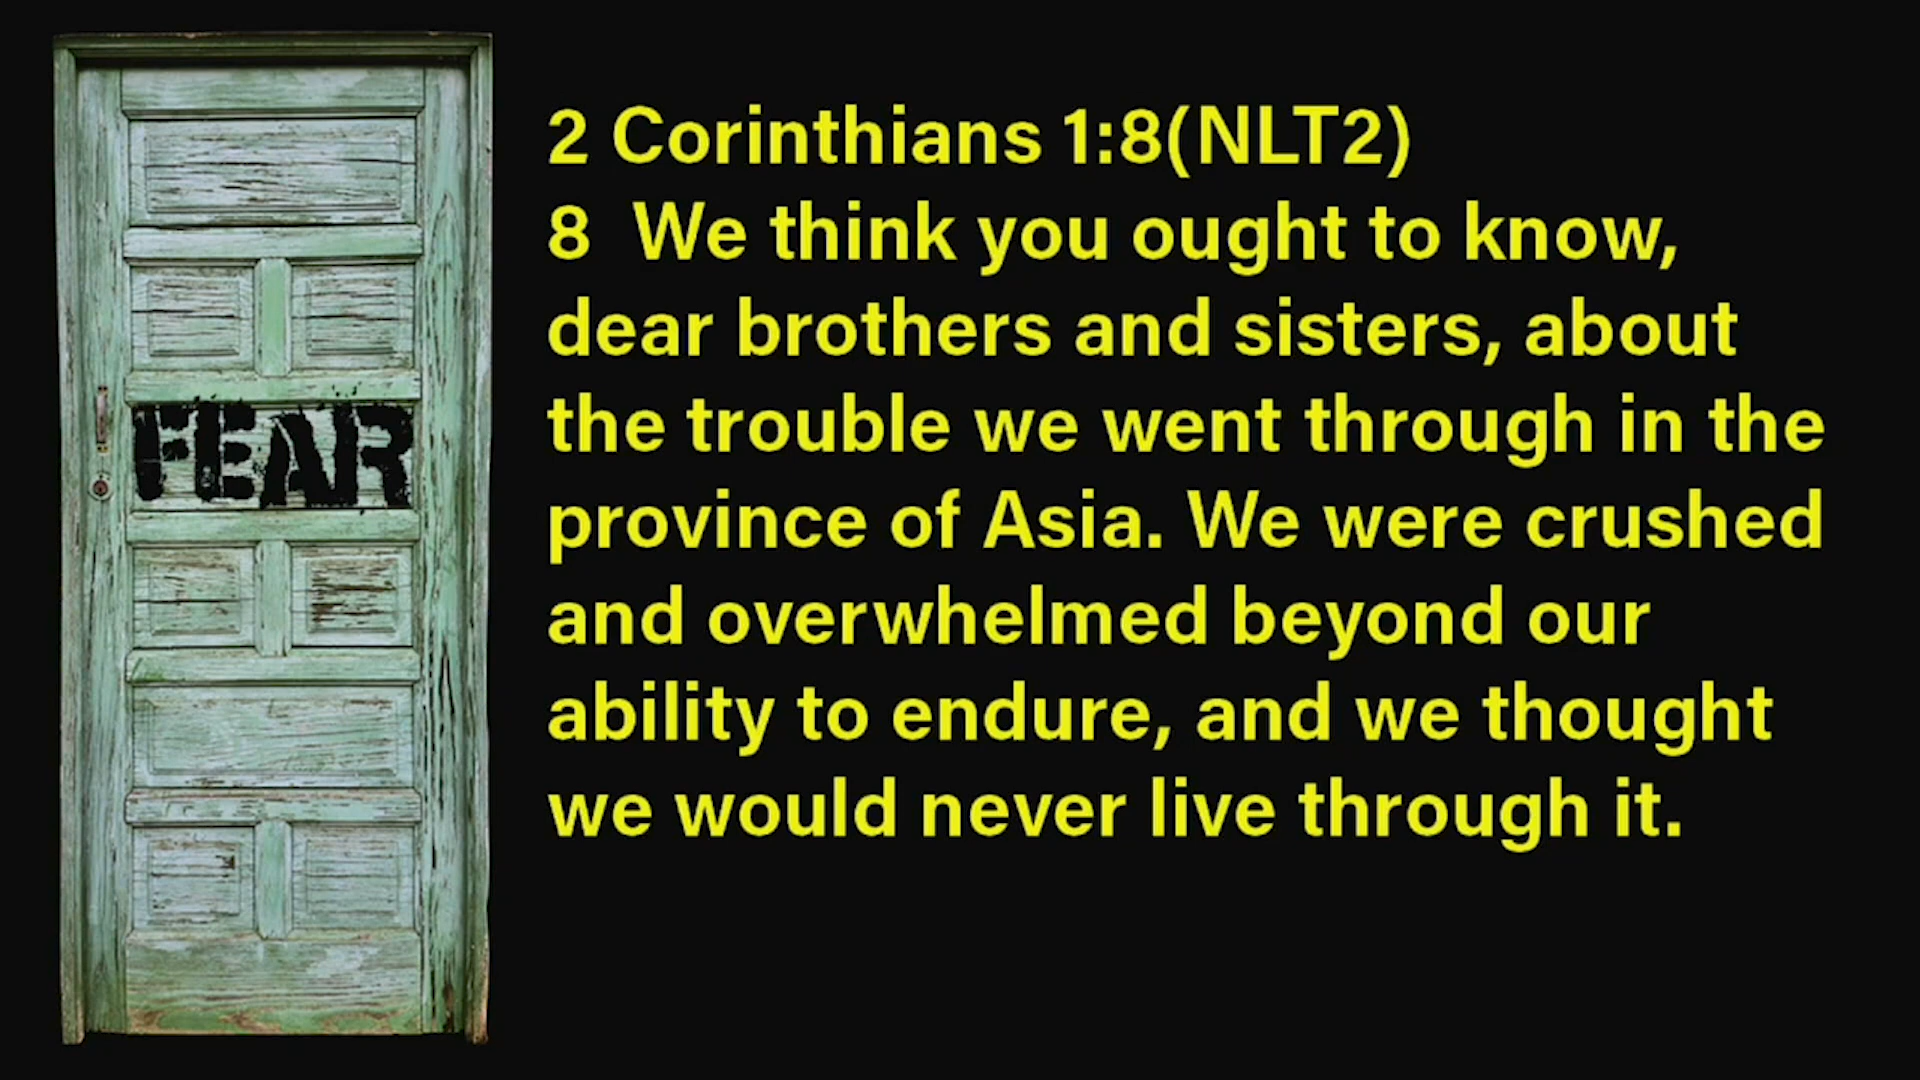 2 Corinthians 1:8(NLT2)
8  We think you ought to know,
dear brothers and sisters, about
the trouble we went through in the
province of Asia. We were crushed
and overwhelmed beyond our
ability to endure, and we thought
we would never live through it.
FEAR